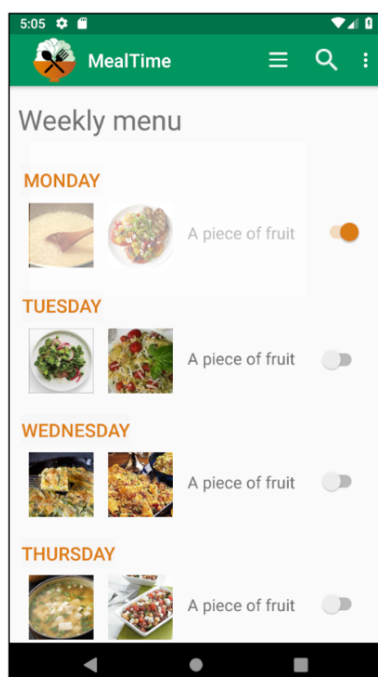 5:05
MealTime
Weekly menu
MONDAY
A piece of fruit
TUESDAY
A piece of fruit
WEDNESDAY
A piece of fruit
THURSDAY
A piece of fruit